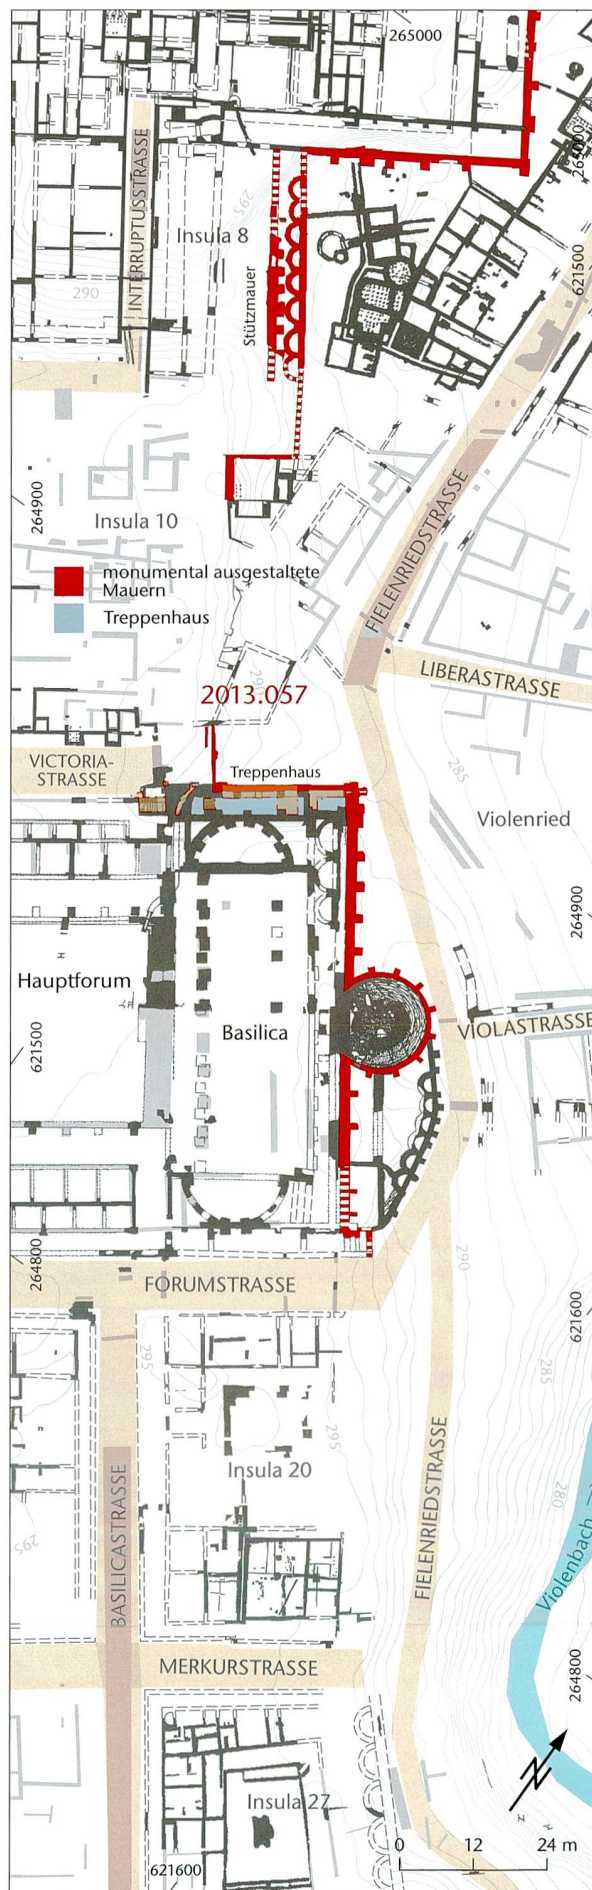 265000
INTERRUPTUSSTRASSE
295
Insula 8
290
Stützmauer
265000
621500
264900
Insula 10
monumental ausgestaltete
Mauern
Treppenhaus
FIELENRIEDSTRASSE
LIBERASTRASSE
290
2013.057
VICTORIA-
STRASSE
Treppenhaus
285
Violenried
264900
Hauptforum
Basilica
VIOLASTRASSE
621500
264800
FORUMSTRASSE
290
621600
295
285
295
Insula 20
280
295
BASILICASTRASSE
FIELENRIEDSTRASSE
Violenbach
MERKURSTRASSE
264800
N
Insula 27
0 12 24 m
621600